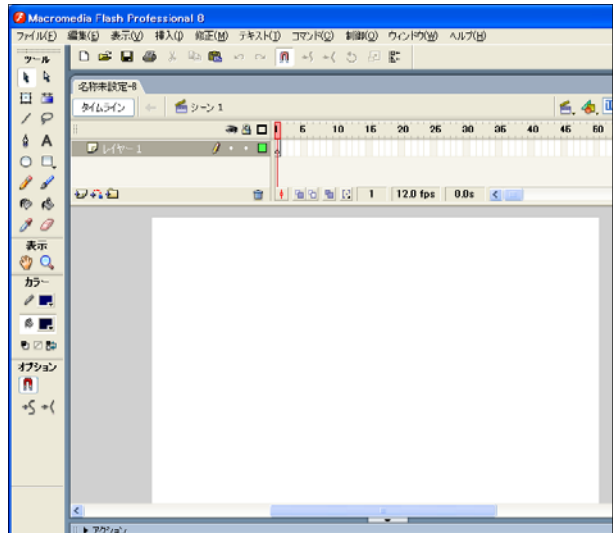 Macromedia Flash Professional 8
ファイル(F) 編集(E) 表示(V) 挿入(I) 修正(M) テキスト(T) コマンド(C) 制御(O) ウィンドウ(W) ヘルプ(H)
ツール
名称未設定-8
タイムライン シーン 1
5 10 15 20 25 30 35 40 45 50
レイヤー 1
1 12.0 fps 0.0s
表示
カラー
オプション
アクション